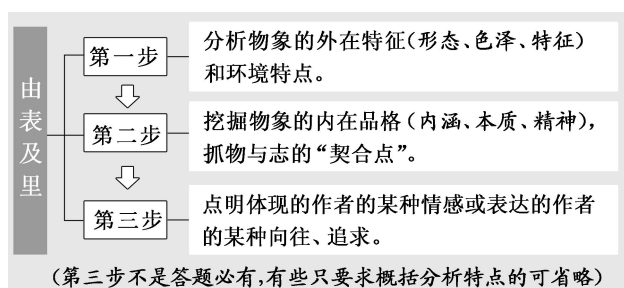 由表及里
第一步
分析物象的外在特征(形态、色泽、特征)
和环境特点。
第二步
挖掘物象的内在品格(内涵、本质、精神),
抓物与志的“契合点”。
第三步
点明体现的作者的某种情感或表达的作者
的某种向往、追求。
(第三步不是答题必有,有些只要求概括分析特点的可省略)